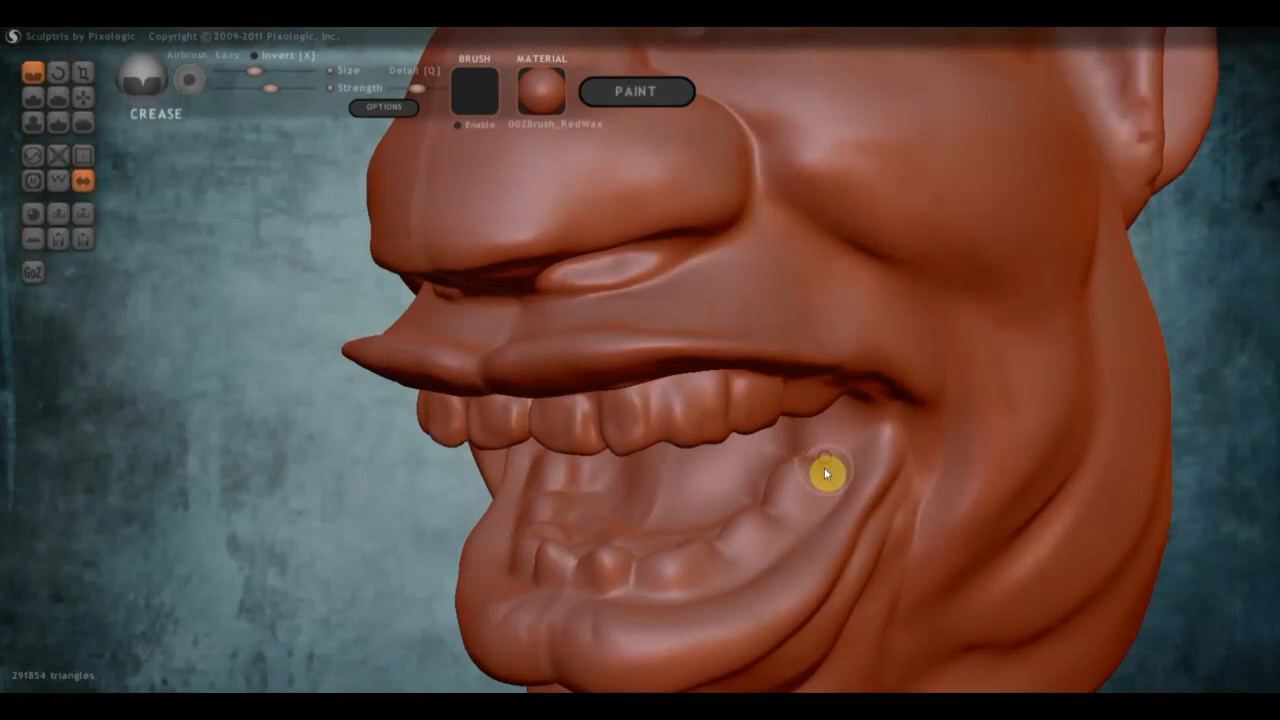 Sculptris by Pixologic Copyright © 2009-2011 Pixologic, Inc.
Airbrush Lazy Invert [X]
Size Detail [Q]
Strength
OPTIONS
CREASE
BRUSH
Enable
MATERIAL
OGZBrush_RedWax
PAINT
GoZ
291854 triangles